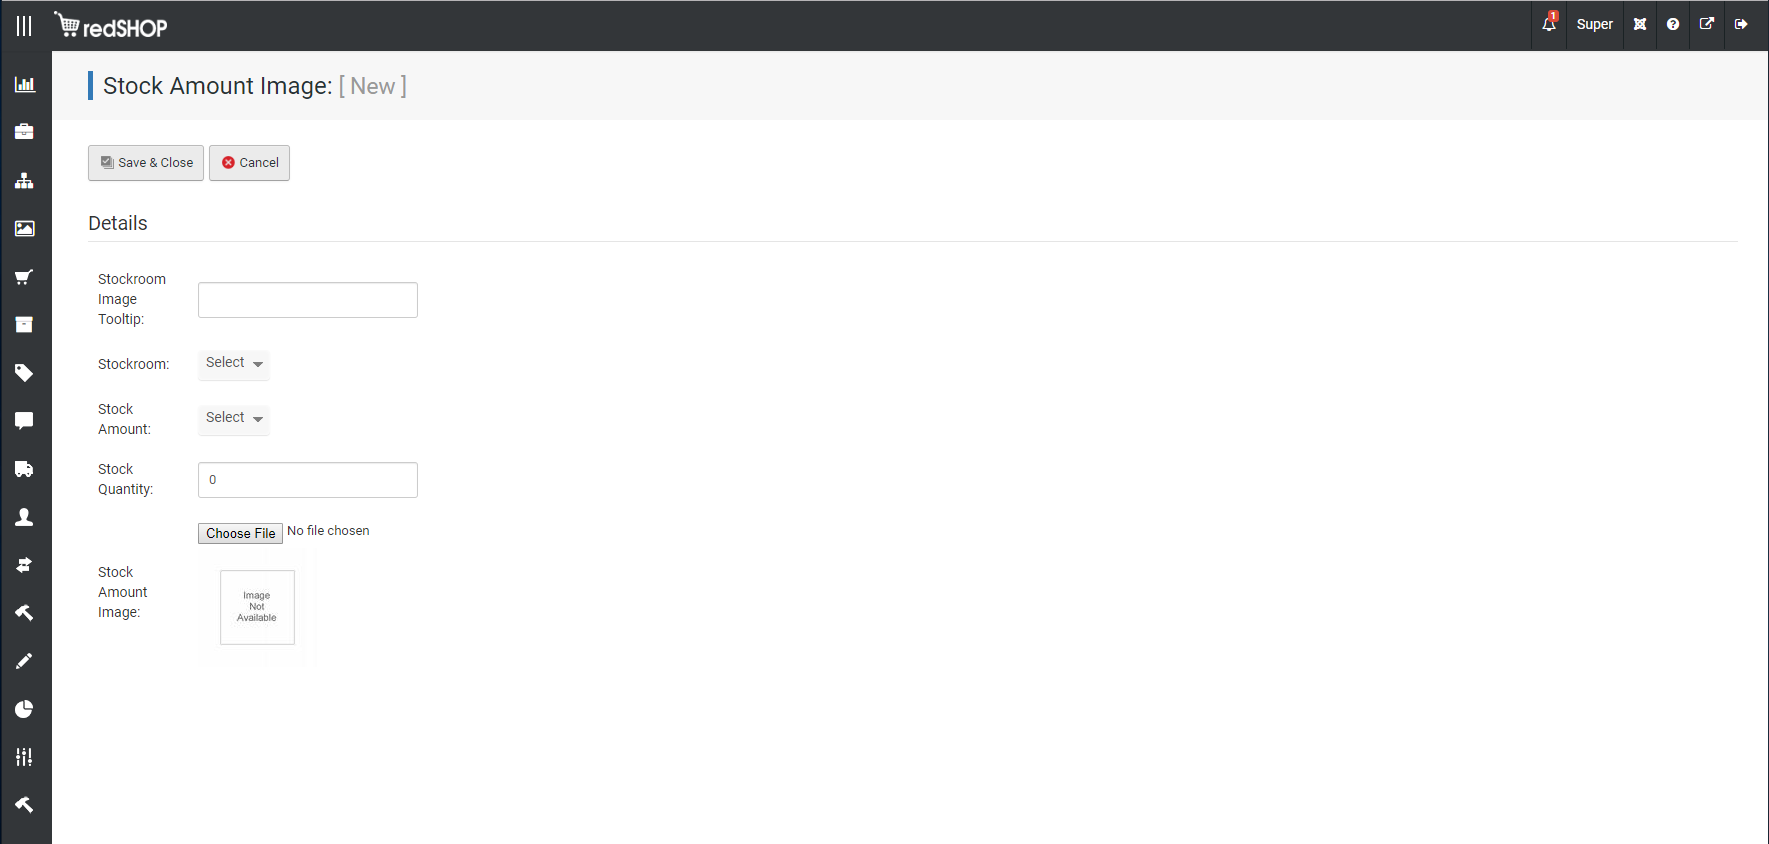 redSHOP
1
Super
Stock Amount Image: [ New ]
Save & Close
Cancel
Details
Stockroom
Image
Tooltip:
Stockroom:
Select
Stock
Amount:
Select
Stock
Quantity:
0
Choose File No file chosen
Stock
Amount
Image:
Image
Not
Available